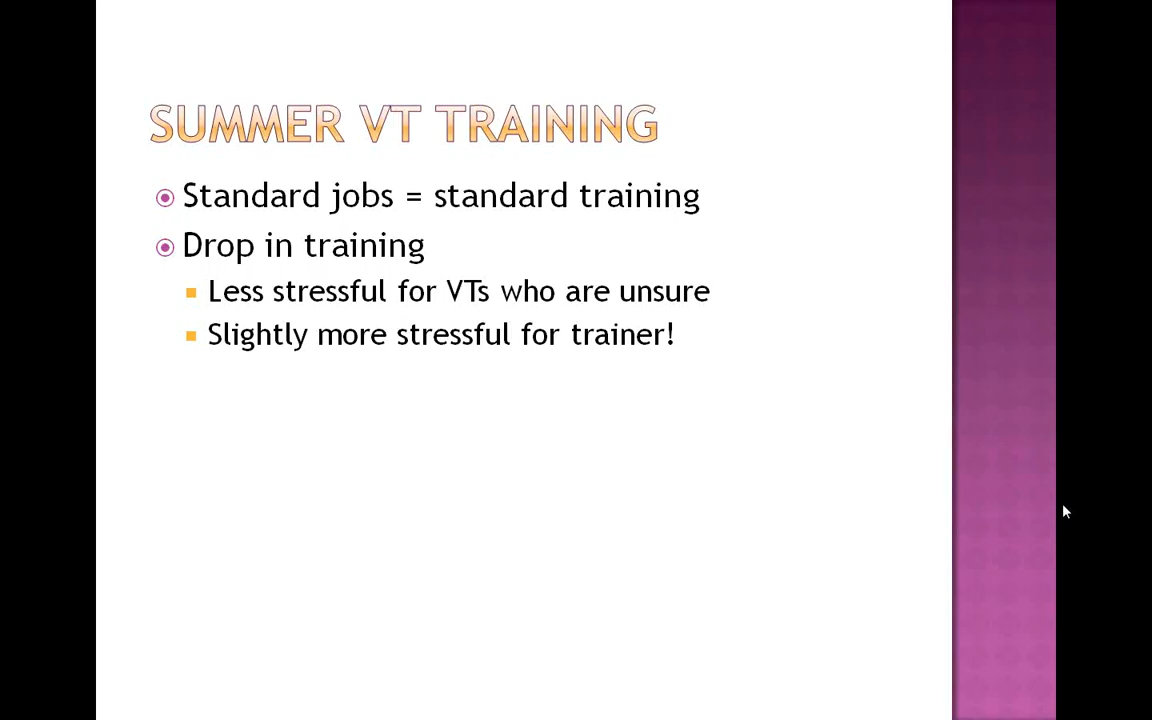 SUMMER VT TRAINING
Standard jobs = standard training
Drop in training
Less stressful for VTs who are unsure
Slightly more stressful for trainer!